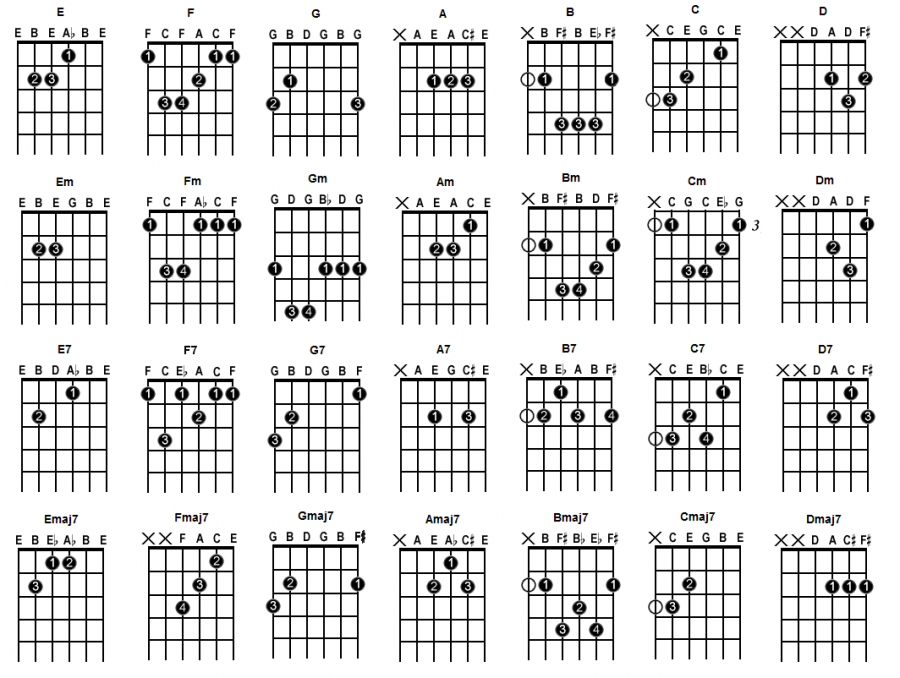 E F G A B C D
E B E A♭ B E F C F A C F G B D G B G X A E A C♯ E X B F♯ B E♭ F♯ X C E G C E X X D A D F♯
1 1 1 1 1
2 3 2 1 1 2 3 1 1 2 1 2
3 4 2 3 3 3
3 3 3
Em Fm Gm Am Bm Cm Dm
E B E G B E F C F A♭ C F G D G B♭ D G X A E A C E X B F♯ B D F♯ X C G C E♭ G X X D A D F
1 1 1 1 1 1 1 3 1
2 3 2 3 1 1 2 2
3 4 1 1 1 1 2 3 4 3
3 4 3 4
E7 F7 G7 A7 B7 C7 D7
E B D A♭ B E F C E♭ A C F G B D G B F X A E G C♯ E X B E♭ A B F♯ X C E B♭ C E X X D A C F♯
1 1 1 1 1 1 1 1 1
2 2 2 1 3 2 3 4 2 2 3
3 3 3 4
Emaj7 Fmaj7 Gmaj7 Amaj7 Bmaj7 Cmaj7 Dmaj7
E B E♭ A♭ B E X X F A C E G B D G B F♯ X A E A♭ C♯ E X B F♯ B♭ E♭ F♯ X C E G B E X X D A C♯ F♯
1 2 2 1
3 3 2 1 2 3 1 1 2 1 1 1
4 3 2 3
3 4